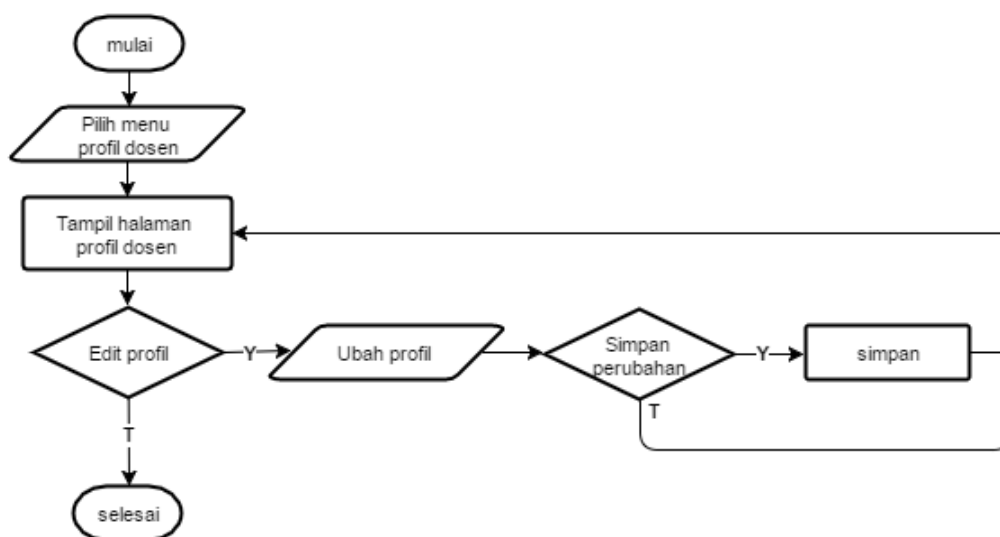 mulai
Pilih menu
profil dosen
Tampil halaman
profil dosen
Edit profil
Y
Ubah profil
Simpan
perubahan
Y
simpan
T
T
selesai